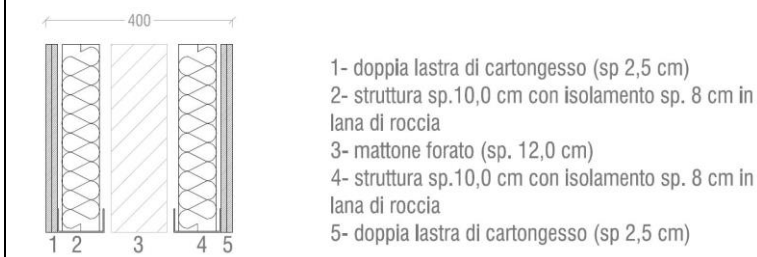 400
1- doppia lastra di cartongesso (sp 2,5 cm)
2- struttura sp.10,0 cm con isolamento sp. 8 cm in
lana di roccia
3- mattone forato (sp. 12,0 cm)
4- struttura sp.10,0 cm con isolamento sp. 8 cm in
lana di roccia
5- doppia lastra di cartongesso (sp 2,5 cm)
1 2 3 4 5